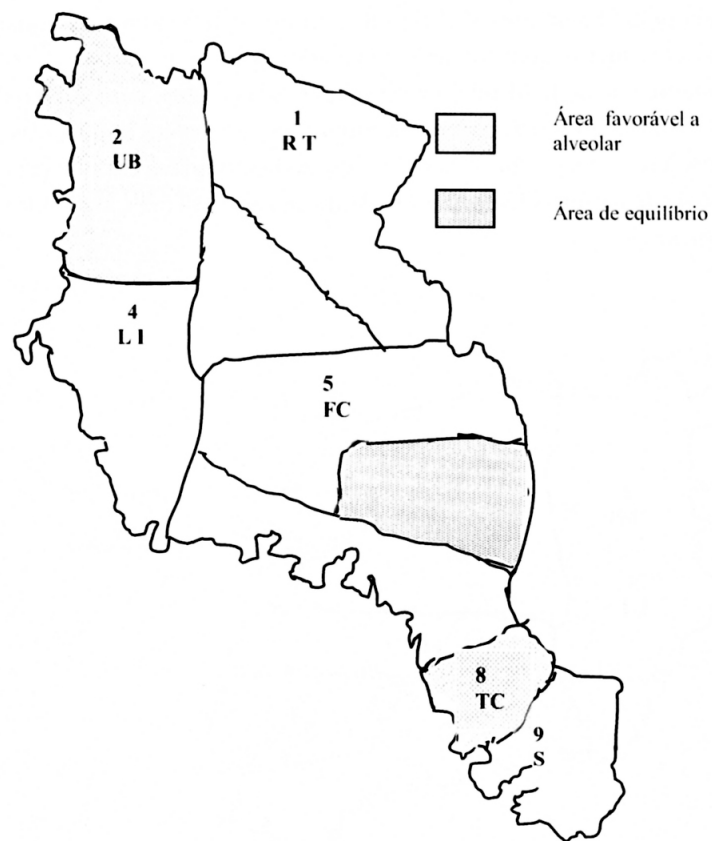 1
R T
Área favorável a
alveolar
2
UB
Área de equilíbrio
4
L I
5
FC
8
TC
9
S